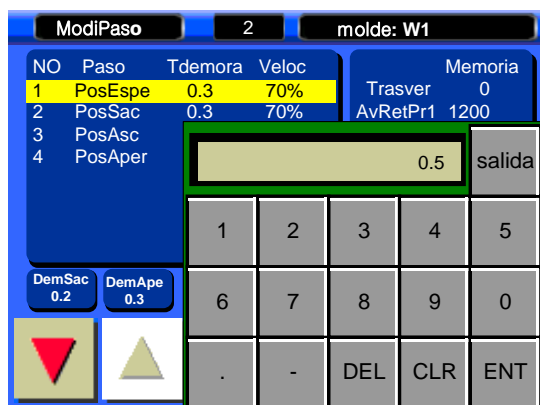 ModiPaso 2 molde: W1
NO Paso Tdemora Veloc
1 PosEspe 0.3 70%
2 PosSac 0.3 70%
3 PosAsc
4 PosAper
Memoria
Trasver 0
AvRetPr1 1200
0.5 salida
1 2 3 4 5
DemSac 0.2
DemApe 0.3
6 7 8 9 0
. - DEL CLR ENT